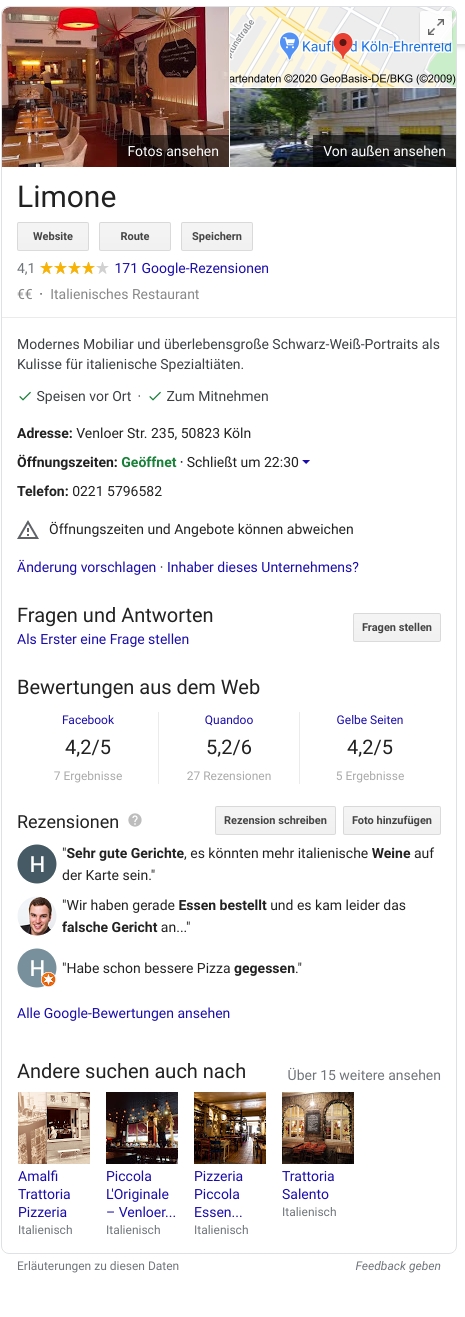 munstraße
Kaufland Köln-Ehrenfeld
artendaten ©2020 GeoBasis-DE/BKG (©2009)
Fotos ansehen
Von außen ansehen
Limone
Website
Route
Speichern
4,1 ★★★★★ 171 Google-Rezensionen
€€ · Italienisches Restaurant
Modernes Mobiliar und überlebensgroße Schwarz-Weiß-Portraits als
Kulisse für italienische Spezialtiäten.
✓ Speisen vor Ort · ✓ Zum Mitnehmen
Adresse: Venloer Str. 235, 50823 Köln
Öffnungszeiten: Geöffnet · Schließt um 22:30
Telefon: 0221 5796582
Öffnungszeiten und Angebote können abweichen
Änderung vorschlagen · Inhaber dieses Unternehmens?
Fragen und Antworten
Als Erster eine Frage stellen
Fragen stellen
Bewertungen aus dem Web
Facebook
Quandoo
Gelbe Seiten
4,2/5
5,2/6
4,2/5
7 Ergebnisse
27 Rezensionen
5 Ergebnisse
Rezensionen ?
Rezension schreiben
Foto hinzufügen
H
"Sehr gute Gerichte, es könnten mehr italienische Weine auf
der Karte sein."
"Wir haben gerade Essen bestellt und es kam leider das
falsche Gericht an..."
H
"Habe schon bessere Pizza gegessen."
Alle Google-Bewertungen ansehen
Andere suchen auch nach
Über 15 weitere ansehen
Amalfi
Trattoria
Pizzeria
Italienisch
Piccola
L'Originale
– Venloer...
Italienisch
Pizzeria
Piccola
Essen...
Italienisch
Trattoria
Salento
Italienisch
Erläuterungen zu diesen Daten
Feedback geben